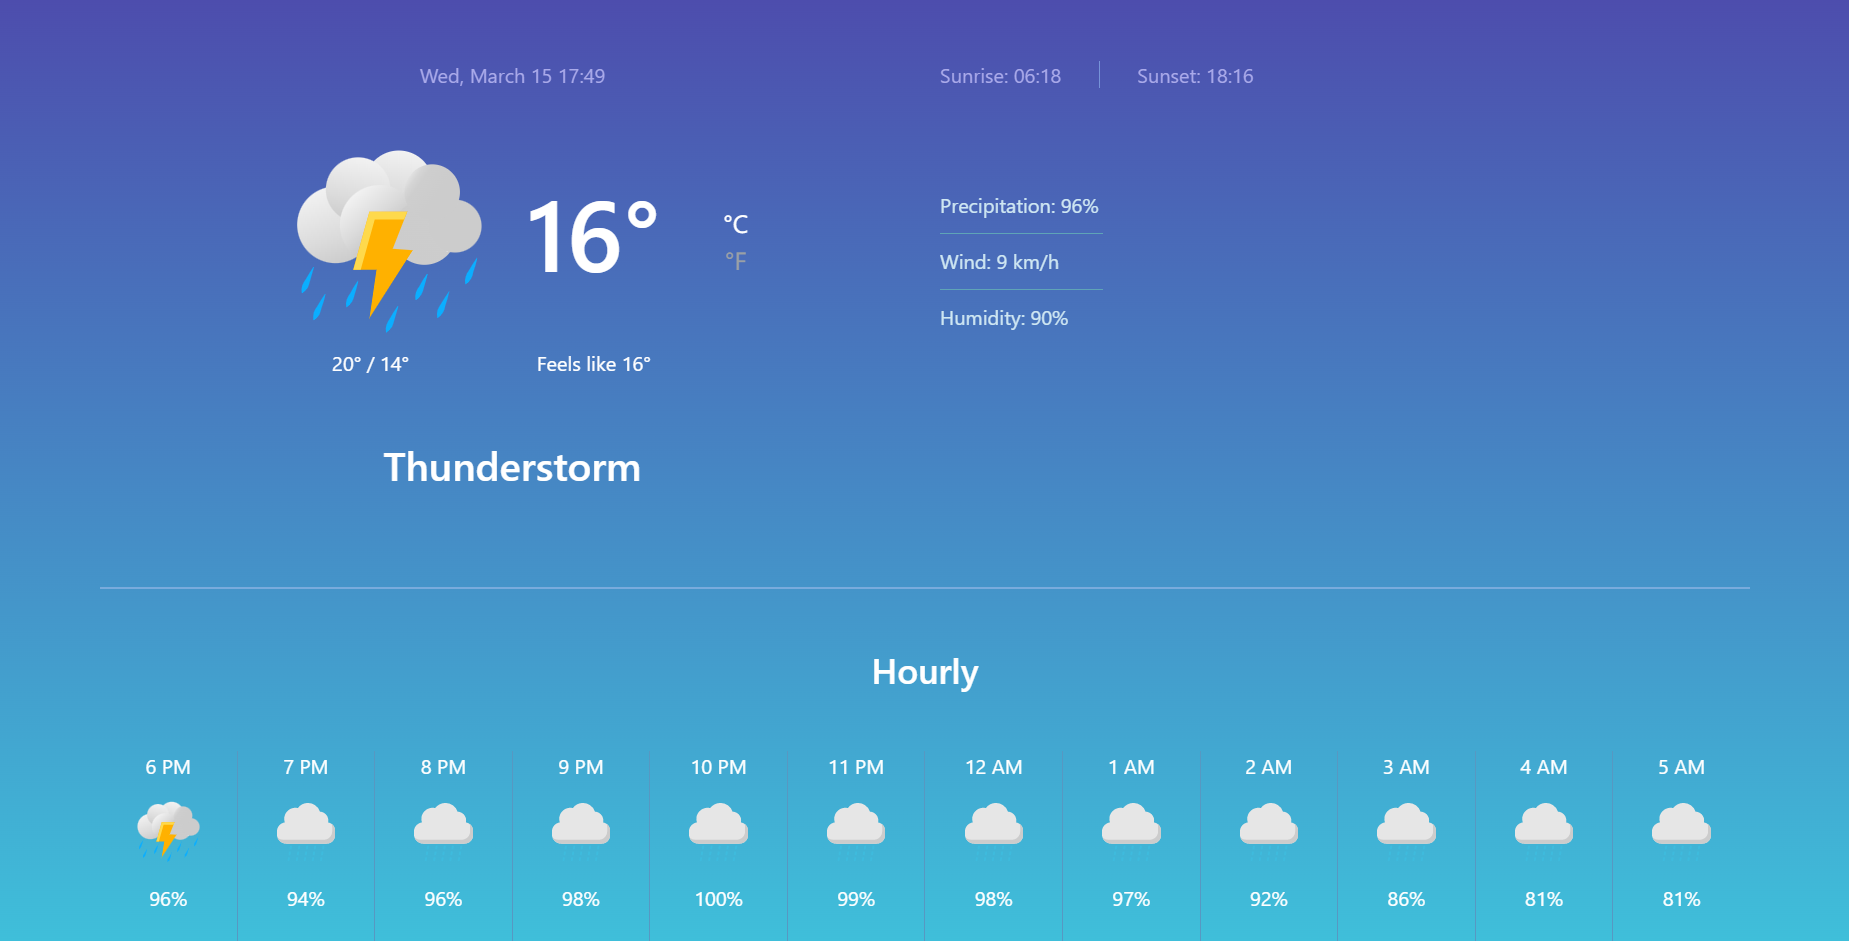 Wed, March 15 17:49
Sunrise: 06:18 Sunset: 18:16
16° °C
°F
20° / 14° Feels like 16°
Thunderstorm
Precipitation: 96%
Wind: 9 km/h
Humidity: 90%
Hourly
6 PM 7 PM 8 PM 9 PM 10 PM 11 PM 12 AM 1 AM 2 AM 3 AM 4 AM 5 AM
96% 94% 96% 98% 100% 99% 98% 97% 92% 86% 81% 81%